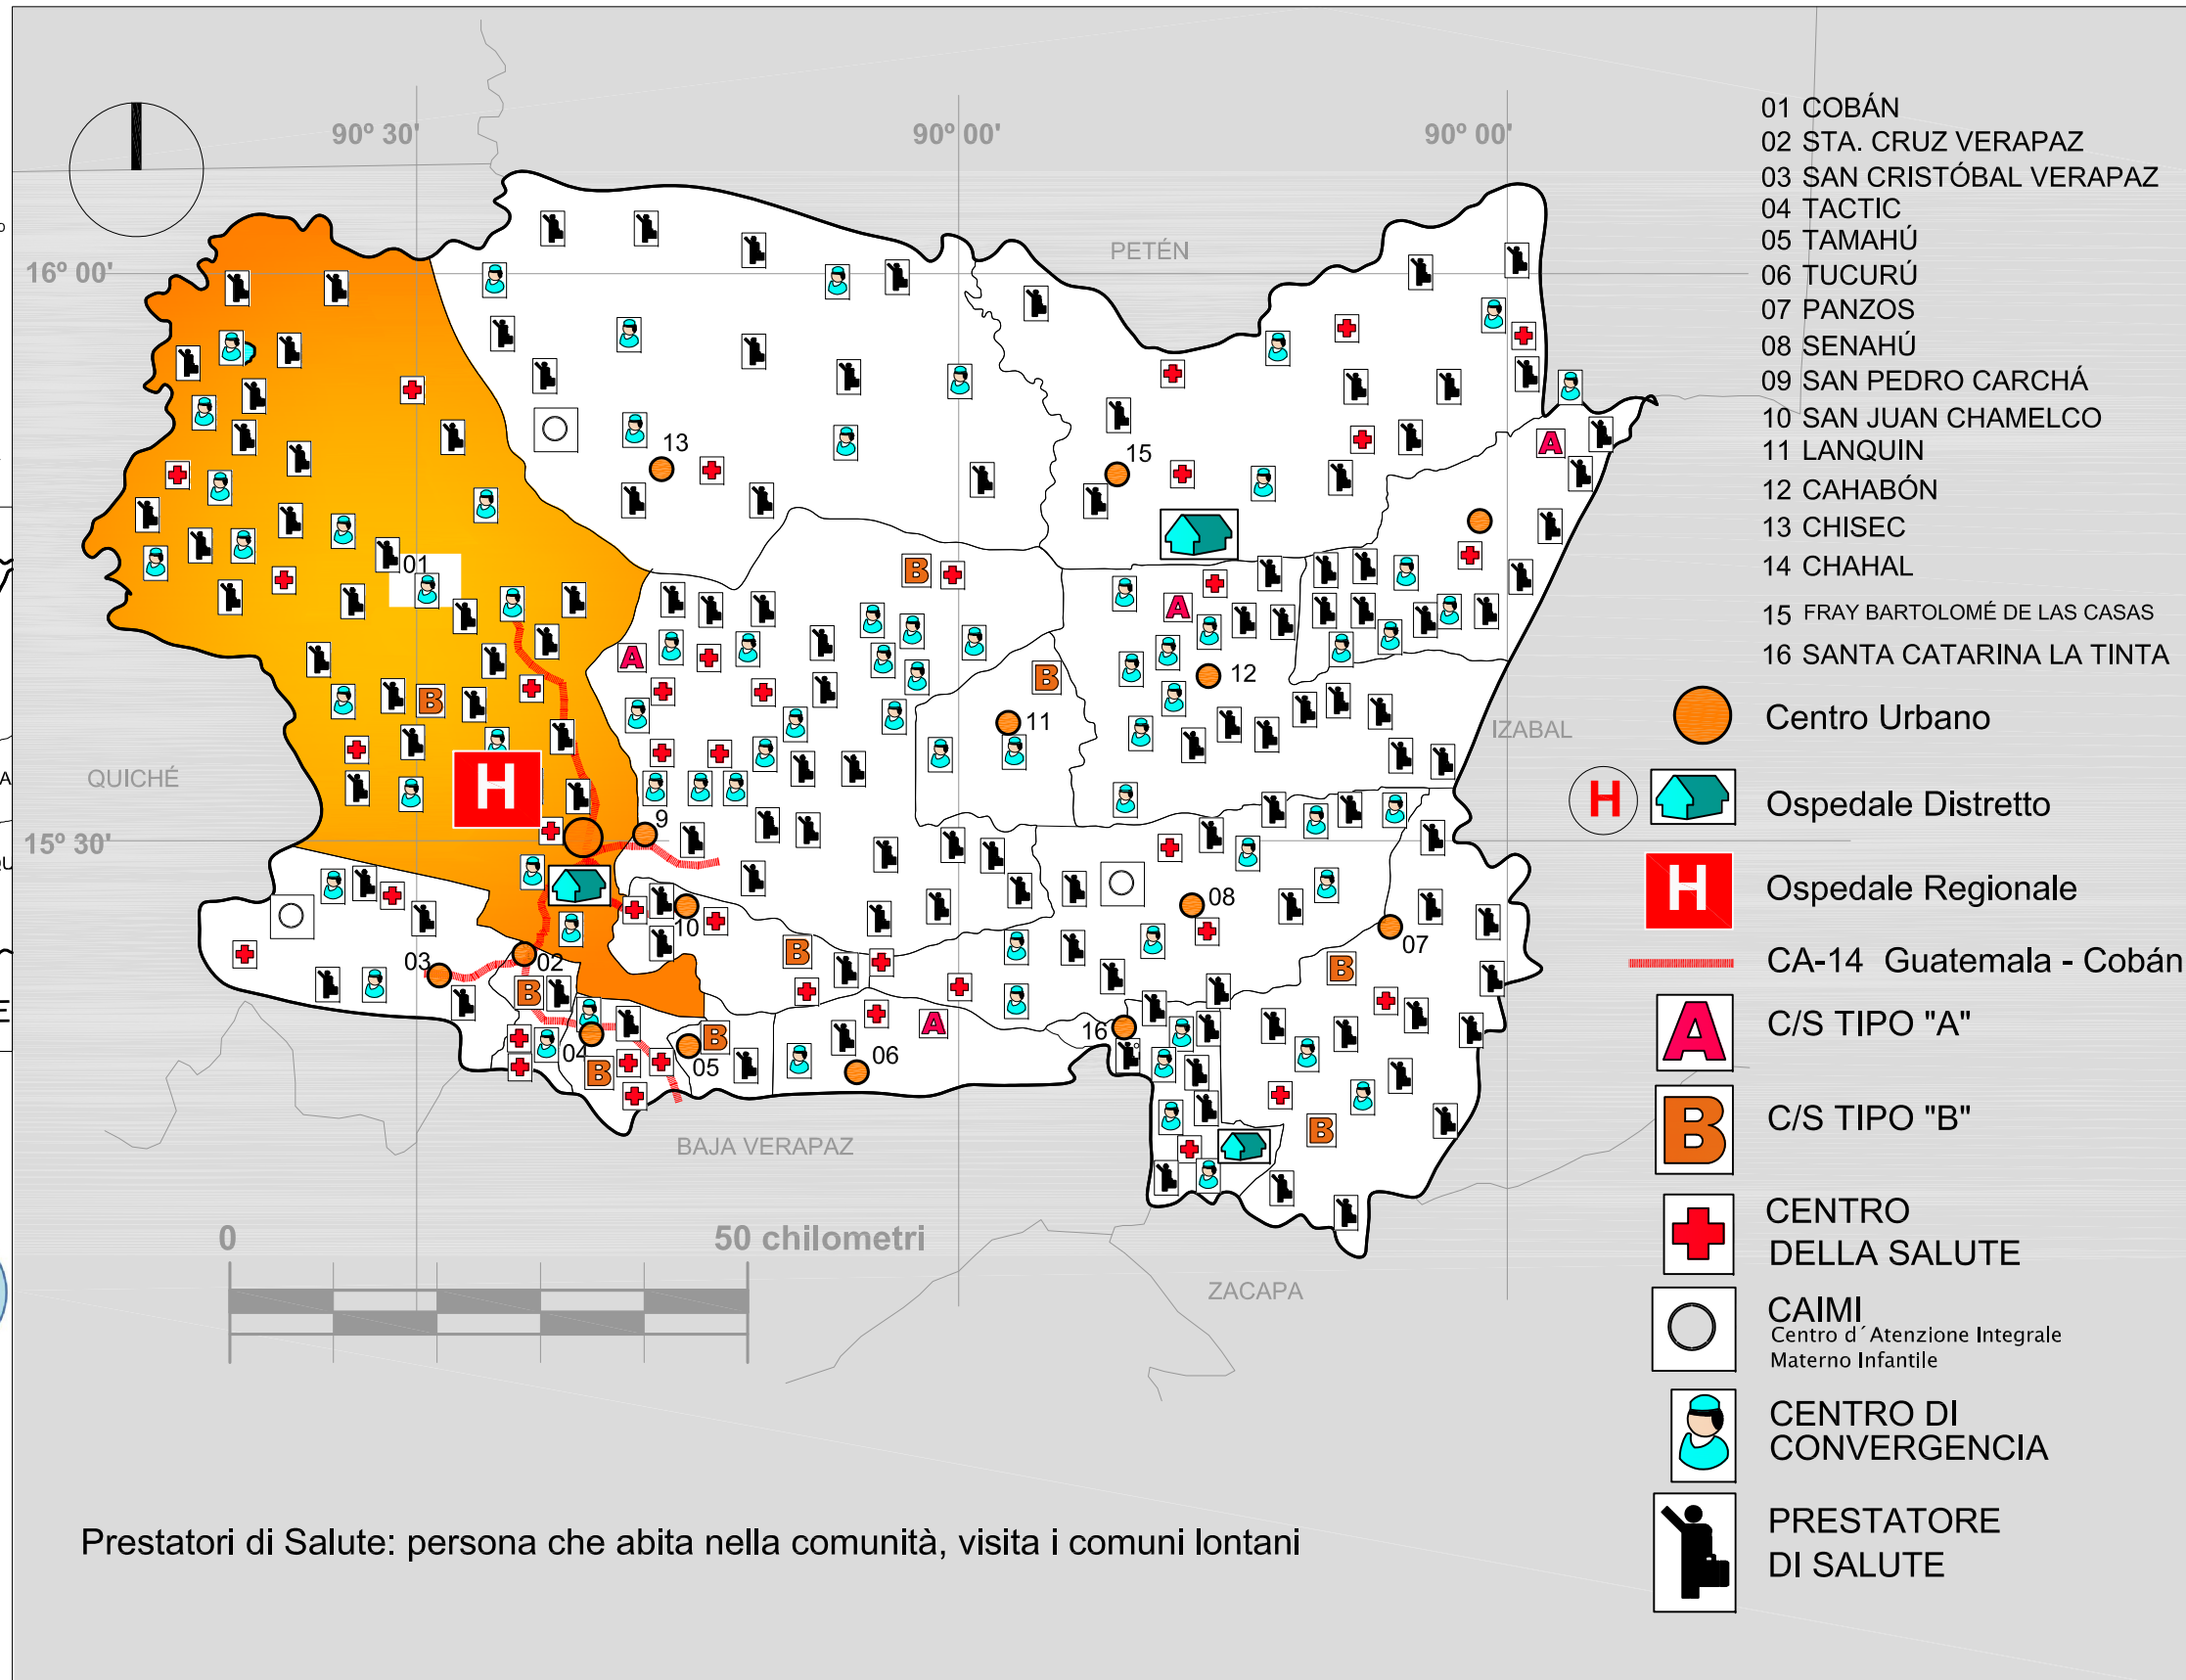 90º 30'
90º 00'
90º 00'
16º 00'
15º 30'
PETÉN
QUICHÉ
IZABAL
BAJA VERAPAZ
ZACAPA
01
02
03
04
05
06
07
08
9
10
11
12
13
15
16
H
A
A
A
A
B
B
B
B
B
B
B
B
B
0
50 chilometri
Prestatori di Salute: persona che abita nella comunità, visita i comuni lontani
01 COBÁN
02 STA. CRUZ VERAPAZ
03 SAN CRISTÓBAL VERAPAZ
04 TACTIC
05 TAMAHÚ
06 TUCURÚ
07 PANZOS
08 SENAHÚ
09 SAN PEDRO CARCHÁ
10 SAN JUAN CHAMELCO
11 LANQUIN
12 CAHABÓN
13 CHISEC
14 CHAHAL
15 FRAY BARTOLOMÉ DE LAS CASAS
16 SANTA CATARINA LA TINTA
Centro Urbano
H Ospedale Distretto
H Ospedale Regionale
CA-14 Guatemala - Cobán
A C/S TIPO "A"
B C/S TIPO "B"
CENTRO
DELLA SALUTE
CAIMI
Centro d´Atenzione Integrale
Materno Infantile
CENTRO DI
CONVERGENCIA
PRESTATORE
DI SALUTE